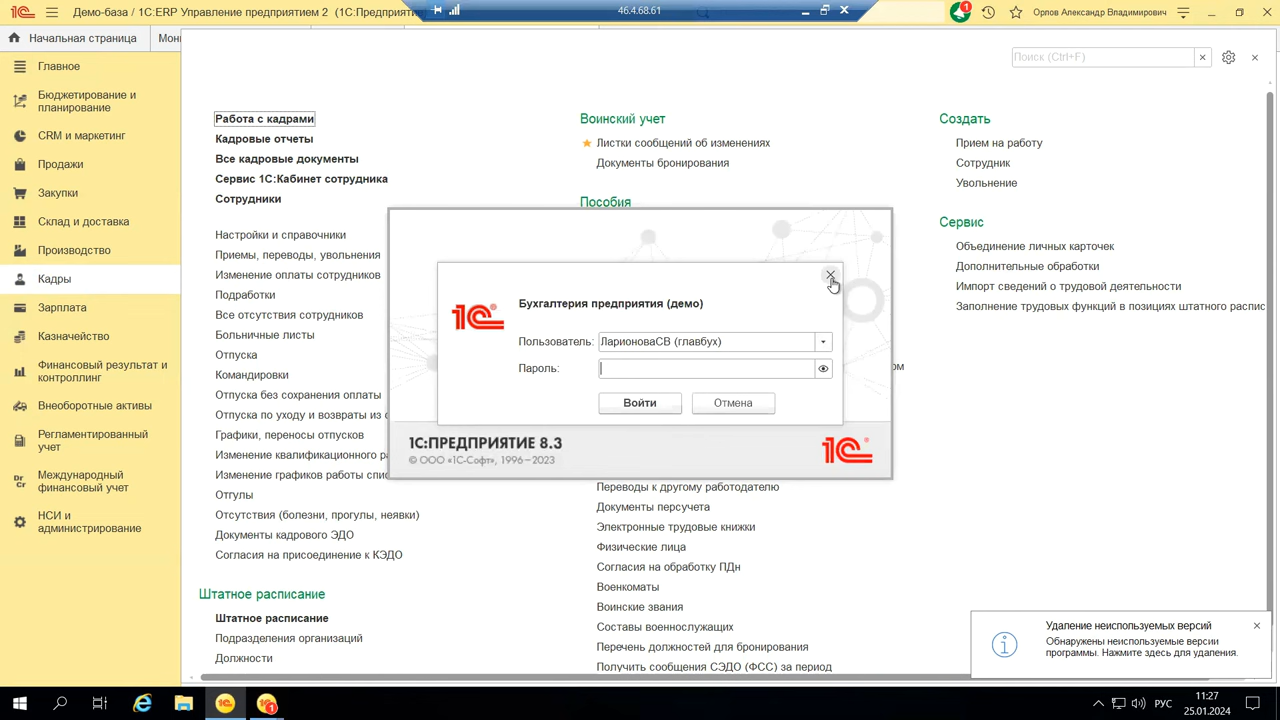 Демо-база / 1С:ERP Управление предприятием 2 (1С:Предприятие
46.4.68.61
1
Орлов Александр Владимирович
Начальная страница
Мон
Поиск (Ctrl+F)
Главное
Бюджетирование и
планирование
CRM и маркетинг
Продажи
Закупки
Склад и доставка
Производство
Кадры
Зарплата
Казначейство
Финансовый результат и
контроллинг
Внеоборотные активы
Регламентированный
учет
Dr
Cr
Международный
финансовый учет
НСИ и
администрирование
Работа с кадрами
Кадровые отчеты
Все кадровые документы
Сервис 1С:Кабинет сотрудника
Сотрудники
Настройки и справочники
Приемы, переводы, увольнения
Изменение оплаты сотрудников
Подработки
Все отсутствия сотрудников
Больничные листы
Отпуска
Командировки
Отпуска без сохранения оплаты
Отпуска по уходу и возвраты из о
Графики, переносы отпусков
Изменение квалификационного ра
Изменение графиков работы спис
Отгулы
Отсутствия (болезни, прогулы, неявки)
Документы кадрового ЭДО
Согласия на присоединение к КЭДО
Штатное расписание
Штатное расписание
Подразделения организаций
Должности
Воинский учет
Листки сообщений об изменениях
Документы бронирования
Пособия
ом
Переводы к другому работодателю
Документы персучета
Электронные трудовые книжки
Физические лица
Согласия на обработку ПДн
Военкоматы
Воинские звания
Составы военнослужащих
Перечень должностей для бронирования
Получить сообщения СЭДО (ФСС) за период
Создать
Прием на работу
Сотрудник
Увольнение
Сервис
Объединение личных карточек
Дополнительные обработки
Импорт сведений о трудовой деятельности
Заполнение трудовых функций в позициях штатного распис
1С
Бухгалтерия предприятия (демо)
Пользователь:
ЛарионоваСВ (главбух)
Пароль:
Войти
Отмена
1С:ПРЕДПРИЯТИЕ 8.3
© ООО «1С-Софт», 1996–2023
1С
Удаление неиспользуемых версий
Обнаружены неиспользуемые версии
программы. Нажмите здесь для удаления.
1
РУС
11:27
25.01.2024